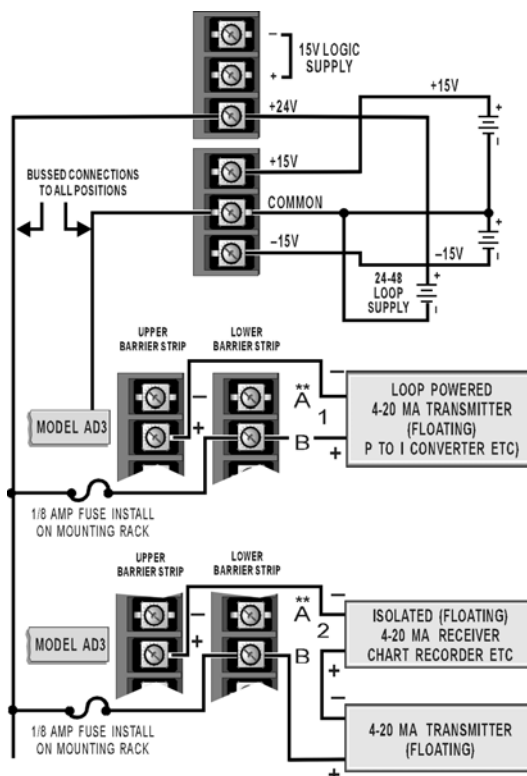 –
15V LOGIC
SUPPLY
+
+24V
+15V
+15V
+
–
BUSSED CONNECTIONS
TO ALL POSITIONS
COMMON
–15V
–15V
+
–
24-48
LOOP
SUPPLY
+
–
UPPER
BARRIER STRIP
LOWER
BARRIER STRIP
–
+
**
A
1
B
–
+
LOOP POWERED
4-20 MA TRANSMITTER
(FLOATING)
P TO I CONVERTER ETC)
MODEL AD3
1/8 AMP FUSE INSTALL
ON MOUNTING RACK
UPPER
BARRIER STRIP
LOWER
BARRIER STRIP
–
+
**
A
2
B
–
+
ISOLATED (FLOATING)
4-20 MA RECEIVER
CHART RECORDER ETC
MODEL AD3
1/8 AMP FUSE INSTALL
ON MOUNTING RACK
–
+
4-20 MA TRANSMITTER
(FLOATING)